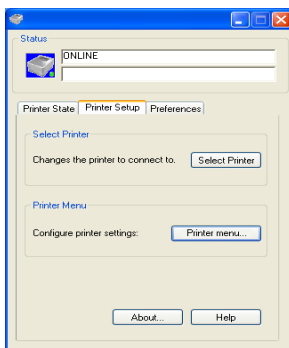 Status
ONLINE
Printer State Printer Setup Preferences
Select Printer
Changes the printer to connect to. Select Printer
Printer Menu
Configure printer settings: Printer menu...
About... Help